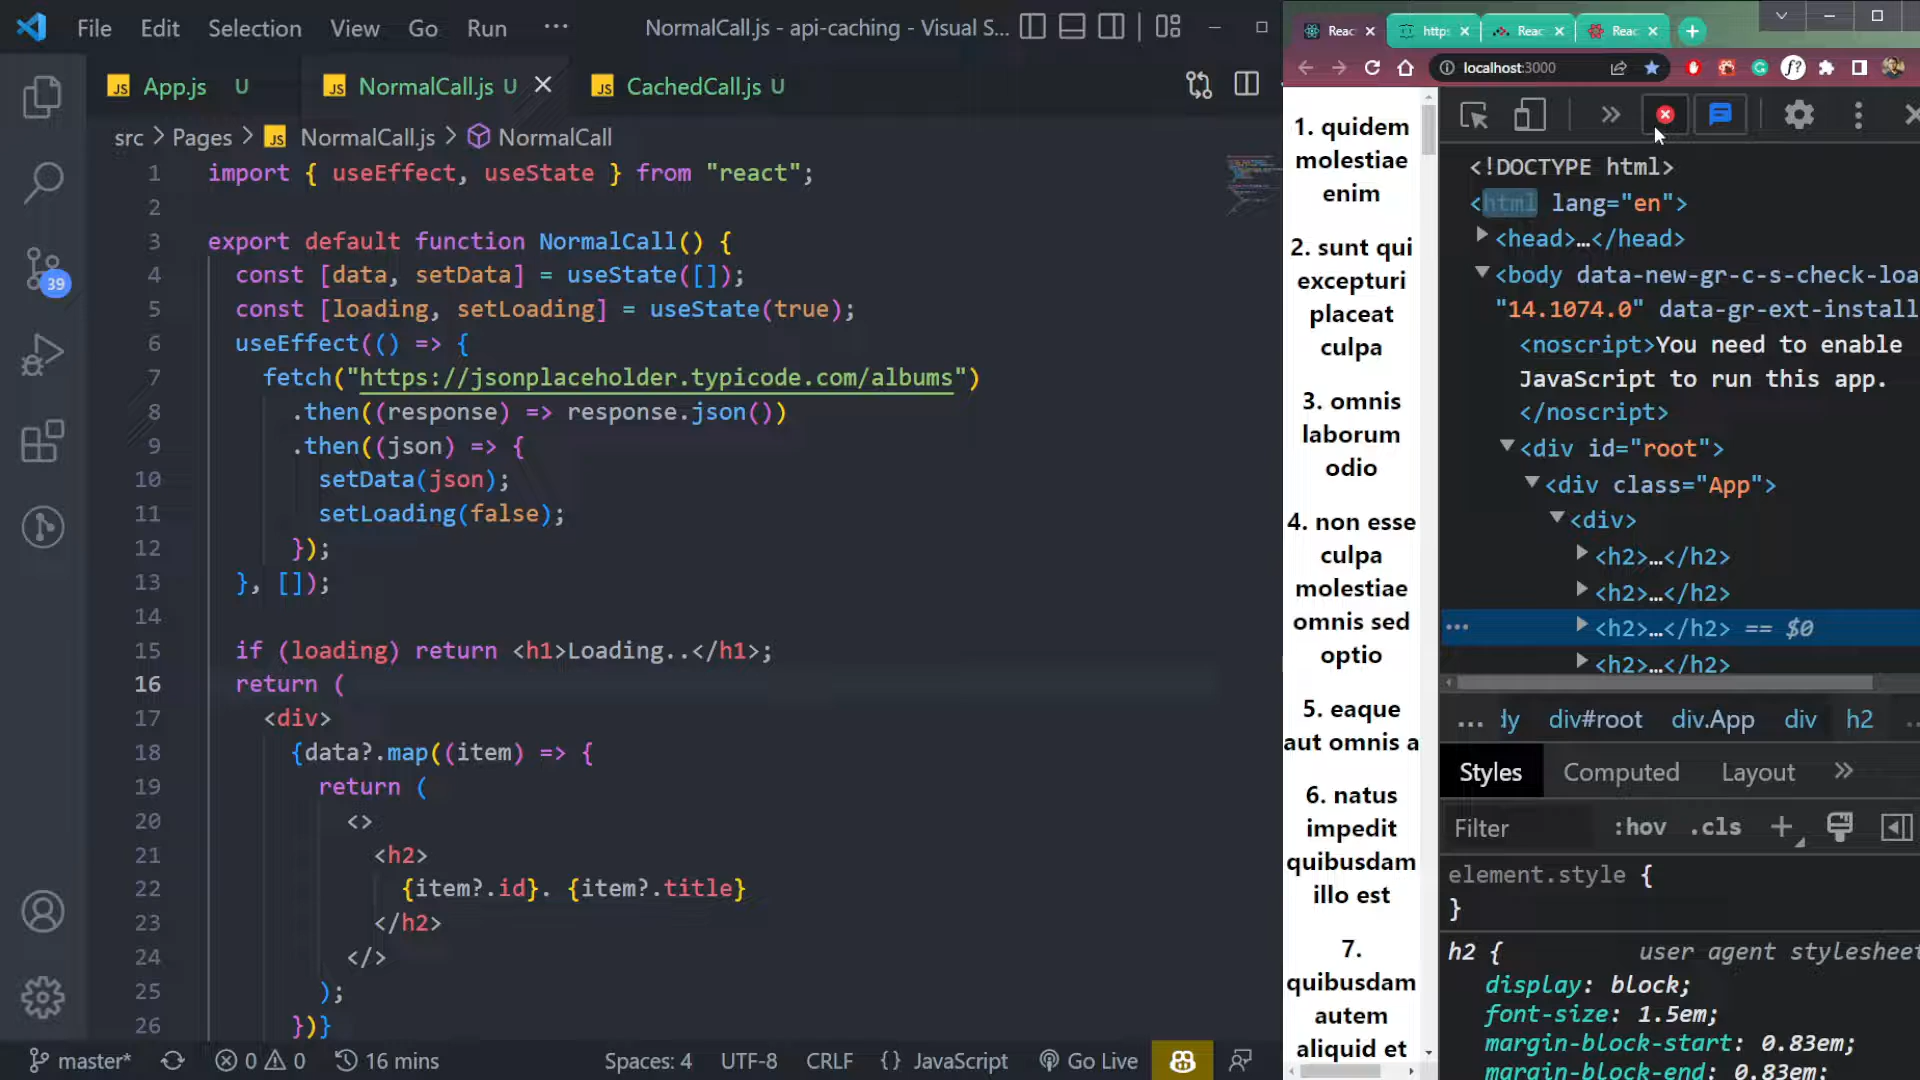 File Edit Selection View Go Run ··· NormalCall.js - api-caching - Visual S...
JS App.js U JS NormalCall.js U JS CachedCall.js U
src > Pages > JS NormalCall.js > NormalCall
1 import { useEffect, useState } from "react";
2
3 export default function NormalCall() {
4 const [data, setData] = useState([]);
5 const [loading, setLoading] = useState(true);
6 useEffect(() => {
7 fetch("https://jsonplaceholder.typicode.com/albums")
8 .then((response) => response.json())
9 .then((json) => {
10 setData(json);
11 setLoading(false);
12 });
13 }, []);
14
15 if (loading) return <h1>Loading..</h1>;
16 return (
17 <div>
18 {data?.map((item) => {
19 return (
20 <>
21 <h2>
22 {item?.id}. {item?.title}
23 </h2>
24 </>
25 );
26 })}
39
master* 0 0 16 mins Spaces: 4 UTF-8 CRLF {} JavaScript Go Live
Reac https Reac Reac
localhost:3000
1. quidem
molestiae
enim
2. sunt qui
excepturi
placeat
culpa
3. omnis
laborum
odio
4. non esse
culpa
molestiae
omnis sed
optio
5. eaque
aut omnis a
6. natus
impedit
quibusdam
illo est
7.
quibusdam
autem
aliquid et
<!DOCTYPE html>
<html lang="en">
<head>…</head>
<body data-new-gr-c-s-check-loa
"14.1074.0" data-gr-ext-install
<noscript>You need to enable
JavaScript to run this app.
</noscript>
<div id="root">
<div class="App">
<div>
<h2>…</h2>
<h2>…</h2>
<h2>…</h2> == $0
<h2>…</h2>
... dy div#root div.App div h2
Styles Computed Layout
Filter :hov .cls
element.style {
}
h2 { user agent stylesheet
display: block;
font-size: 1.5em;
margin-block-start: 0.83em;
margin-block-end: 0.83em;